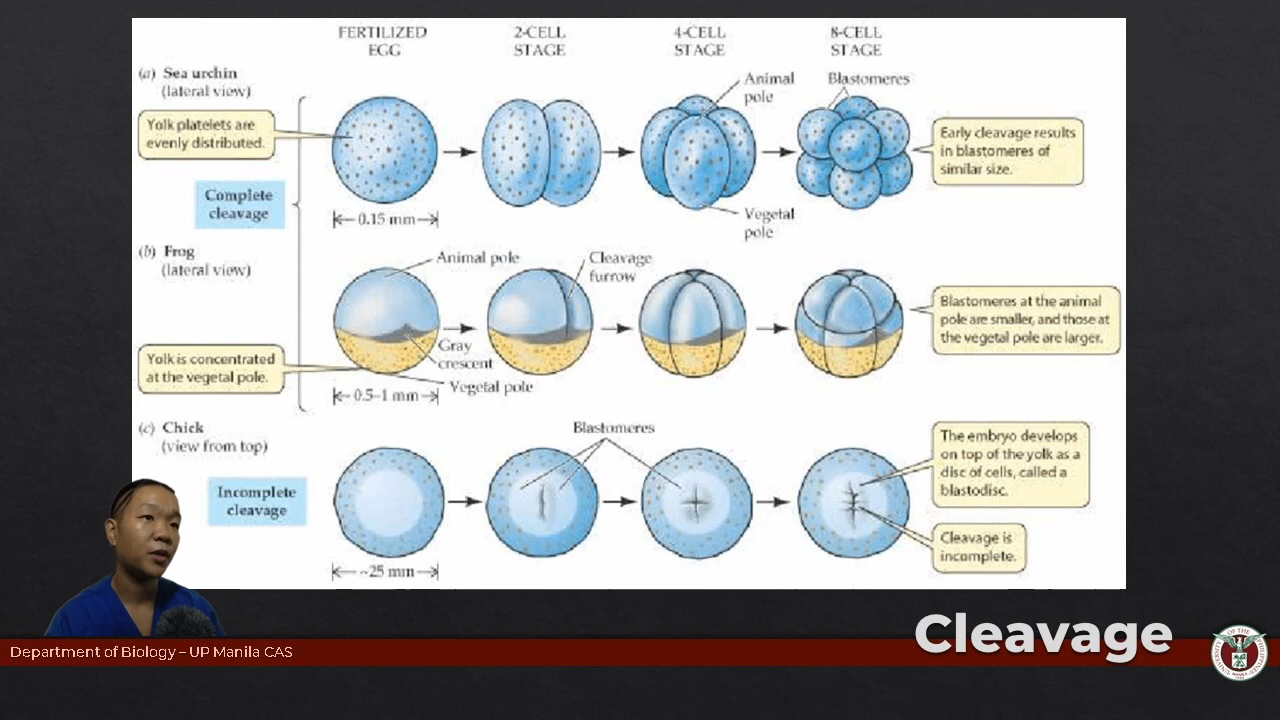 FERTILIZED
EGG
2-CELL
STAGE
4-CELL
STAGE
8-CELL
STAGE
(a) Sea urchin
(lateral view)
Yolk platelets are
evenly distributed.
Animal
pole
Blastomeres
Early cleavage results
in blastomeres of
similar size.
Complete
cleavage
0.15 mm
Vegetal
pole
(b) Frog
(lateral view)
Animal pole
Cleavage
furrow
Blastomeres at the animal
pole are smaller, and those at
the vegetal pole are larger.
Yolk is concentrated
at the vegetal pole.
Gray
crescent
Vegetal pole
0.5–1 mm
(c) Chick
(view from top)
Blastomeres
The embryo develops
on top of the yolk as a
disc of cells, called a
blastodisc.
Incomplete
cleavage
Cleavage is
incomplete.
~25 mm
Cleavage
Department of Biology – UP Manila CAS